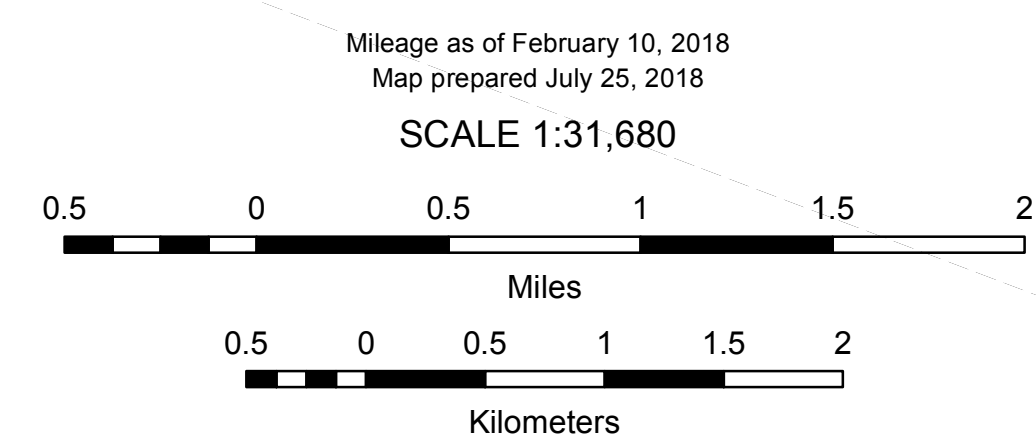 Mileage as of February 10, 2018
Map prepared July 25, 2018
SCALE 1:31,680
0.5 0 0.5 1 1.5 2
Miles
0.5 0 0.5 1 1.5 2
Kilometers